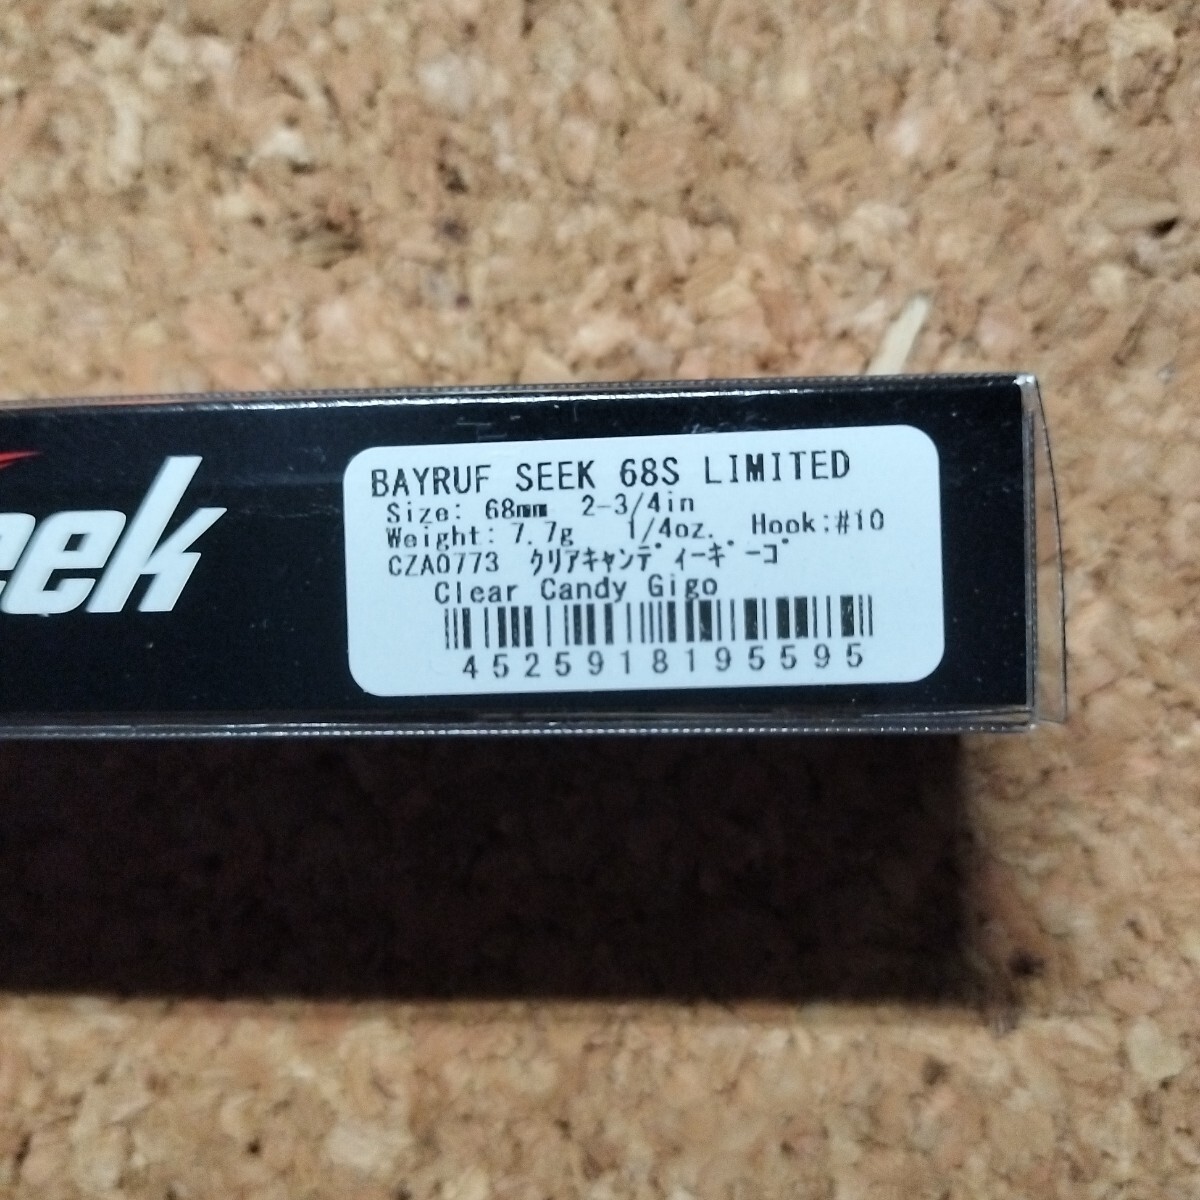 eek
BAYRUF SEEK 68S LIMITED
Size: 68mm 2-3/4in
Weight: 7.7g 1/4oz. Hook:#10
CZA0773 ｸﾘｱｷｬﾝﾃﾞｨｰｷﾞｰｺﾞ
Clear Candy Gigo
4525918195595